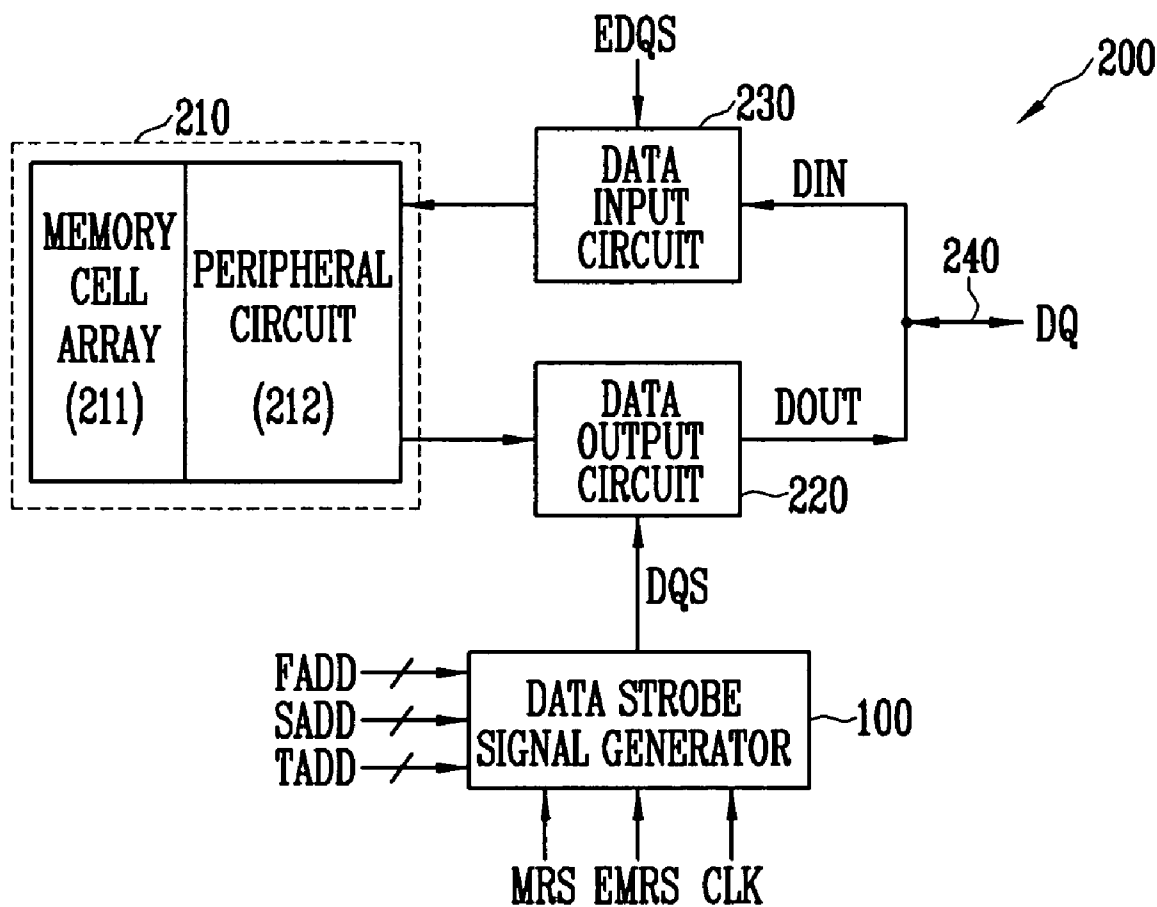 EDQS
200
210
230
DATA
INPUT
CIRCUIT
DIN
MEMORY
CELL
ARRAY
(211)
PERIPHERAL
CIRCUIT
(212)
240
DQ
DATA
OUTPUT
CIRCUIT
DOUT
220
DQS
FADD
SADD
TADD
DATA STROBE
SIGNAL GENERATOR
100
MRS EMRS CLK